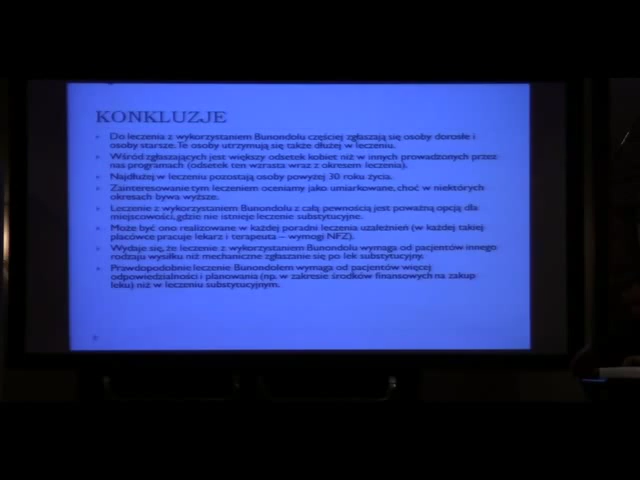 KONKLUZJE
Do leczenia z wykorzystaniem Bunondolu częściej zgłaszają się osoby dorosłe i
osoby starsze. Te osoby utrzymują się także dłużej w leczeniu.
Wśród zgłaszających jest większy odsetek kobiet niż w innych prowadzonych przez
nas programach (odsetek ten wzrasta wraz z okresem leczenia).
Najdłużej w leczeniu pozostają osoby powyżej 30 roku życia.
Zainteresowanie tym leczeniem oceniamy jako umiarkowane, choć w niektórych
okresach bywa wyższe.
Leczenie z wykorzystaniem Bunondolu z całą pewnością jest poważną opcją dla
miejscowości, gdzie nie istnieje leczenie substytucyjne.
Może być ono realizowane w każdej poradni leczenia uzależnień (w każdej takiej
placówce pracuje lekarz i terapeuta – wymogi NFZ).
Wydaje się, że leczenie z wykorzystaniem Bunondolu wymaga od pacjentów innego
rodzaju wysiłku niż mechaniczne zgłaszanie się po lek substytucyjny.
Prawdopodobnie leczenie Bunondolem wymaga od pacjentów więcej
odpowiedzialności i planowania (np. w zakresie środków finansowych na zakup
leku) niż w leczeniu substytucyjnym.